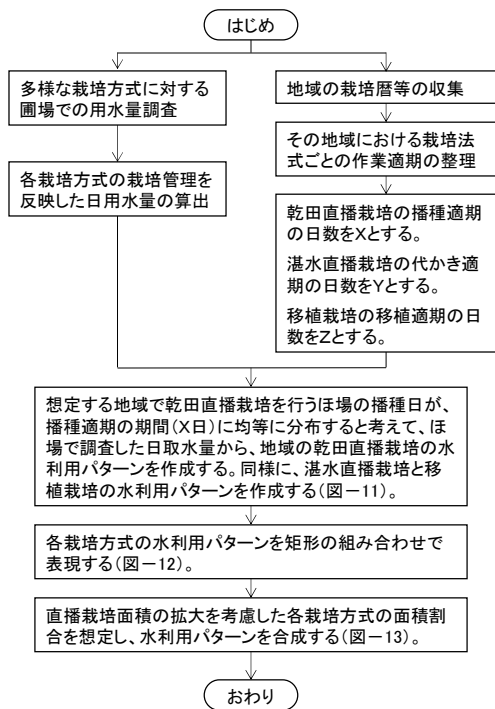 はじめ
多様な栽培方式に対する
圃場での用水量調査
各栽培方式の栽培管理を
反映した日用水量の算出
地域の栽培暦等の収集
その地域における栽培法
式ごとの作業適期の整理
乾田直播栽培の播種適期
の日数をXとする。
湛水直播栽培の代かき適
期の日数をYとする。
移植栽培の移植適期の日
数をZとする。
想定する地域で乾田直播栽培を行うほ場の播種日が、
播種適期の期間(X日)に均等に分布すると考えて、ほ
場で調査した日取水量から、地域の乾田直播栽培の水
利用パターンを作成する。同様に、湛水直播栽培と移
植栽培の水利用パターンを作成する(図－11)。
各栽培方式の水利用パターンを矩形の組み合わせで
表現する(図－12)。
直播栽培面積の拡大を考慮した各栽培方式の面積割
合を想定し、水利用パターンを合成する(図－13)。
おわり